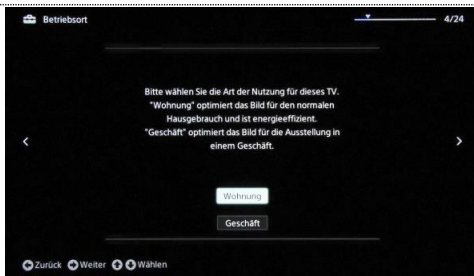 Betriebsort
4/24
Bitte wählen Sie die Art der Nutzung für dieses TV.
"Wohnung" optimiert das Bild für den normalen
Hausgebrauch und ist energieeffizient.
"Geschäft" optimiert das Bild für die Ausstellung in
einem Geschäft.
Wohnung
Geschäft
Zurück Weiter Wählen